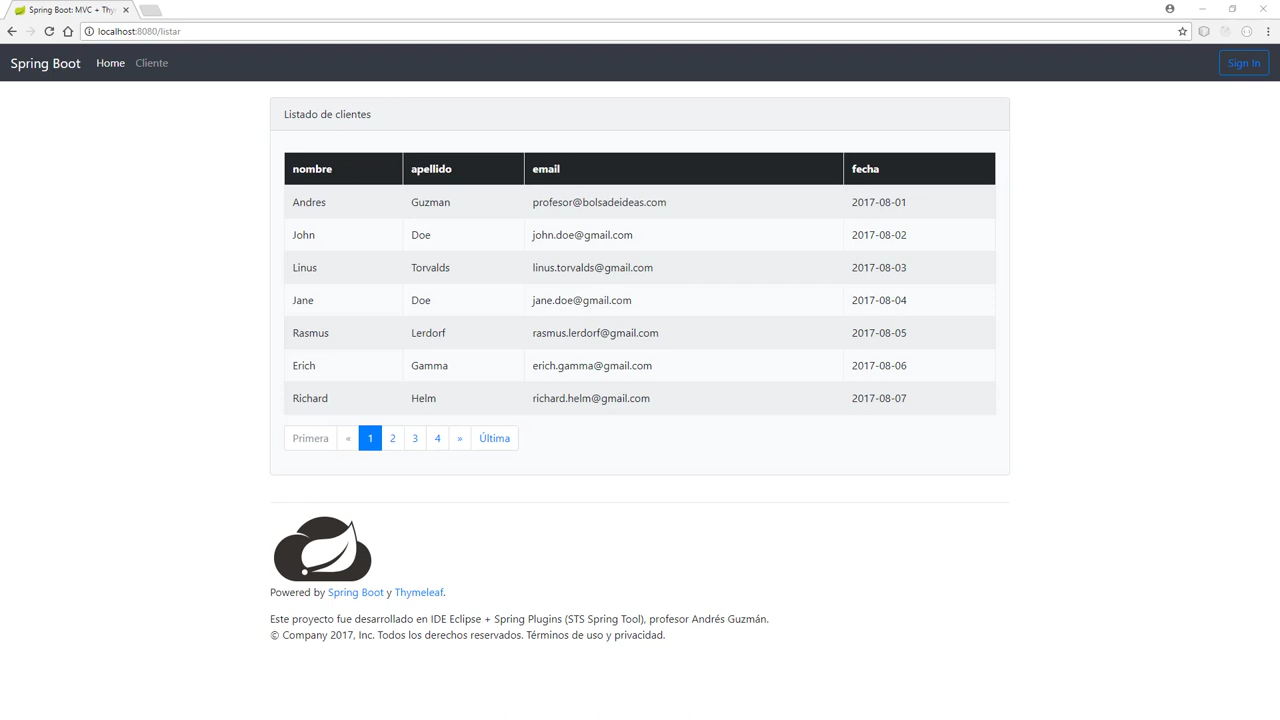 Spring Boot: MVC + Thy
localhost:8080/listar
Spring Boot Home Cliente Sign In
Listado de clientes
nombre apellido email fecha
Andres Guzman profesor@bolsadeideas.com 2017-08-01
John Doe john.doe@gmail.com 2017-08-02
Linus Torvalds linus.torvalds@gmail.com 2017-08-03
Jane Doe jane.doe@gmail.com 2017-08-04
Rasmus Lerdorf rasmus.lerdorf@gmail.com 2017-08-05
Erich Gamma erich.gamma@gmail.com 2017-08-06
Richard Helm richard.helm@gmail.com 2017-08-07
Primera « 1 2 3 4 » Última
Powered by Spring Boot y Thymeleaf.
Este proyecto fue desarrollado en IDE Eclipse + Spring Plugins (STS Spring Tool), profesor Andrés Guzmán.
© Company 2017, Inc. Todos los derechos reservados. Términos de uso y privacidad.